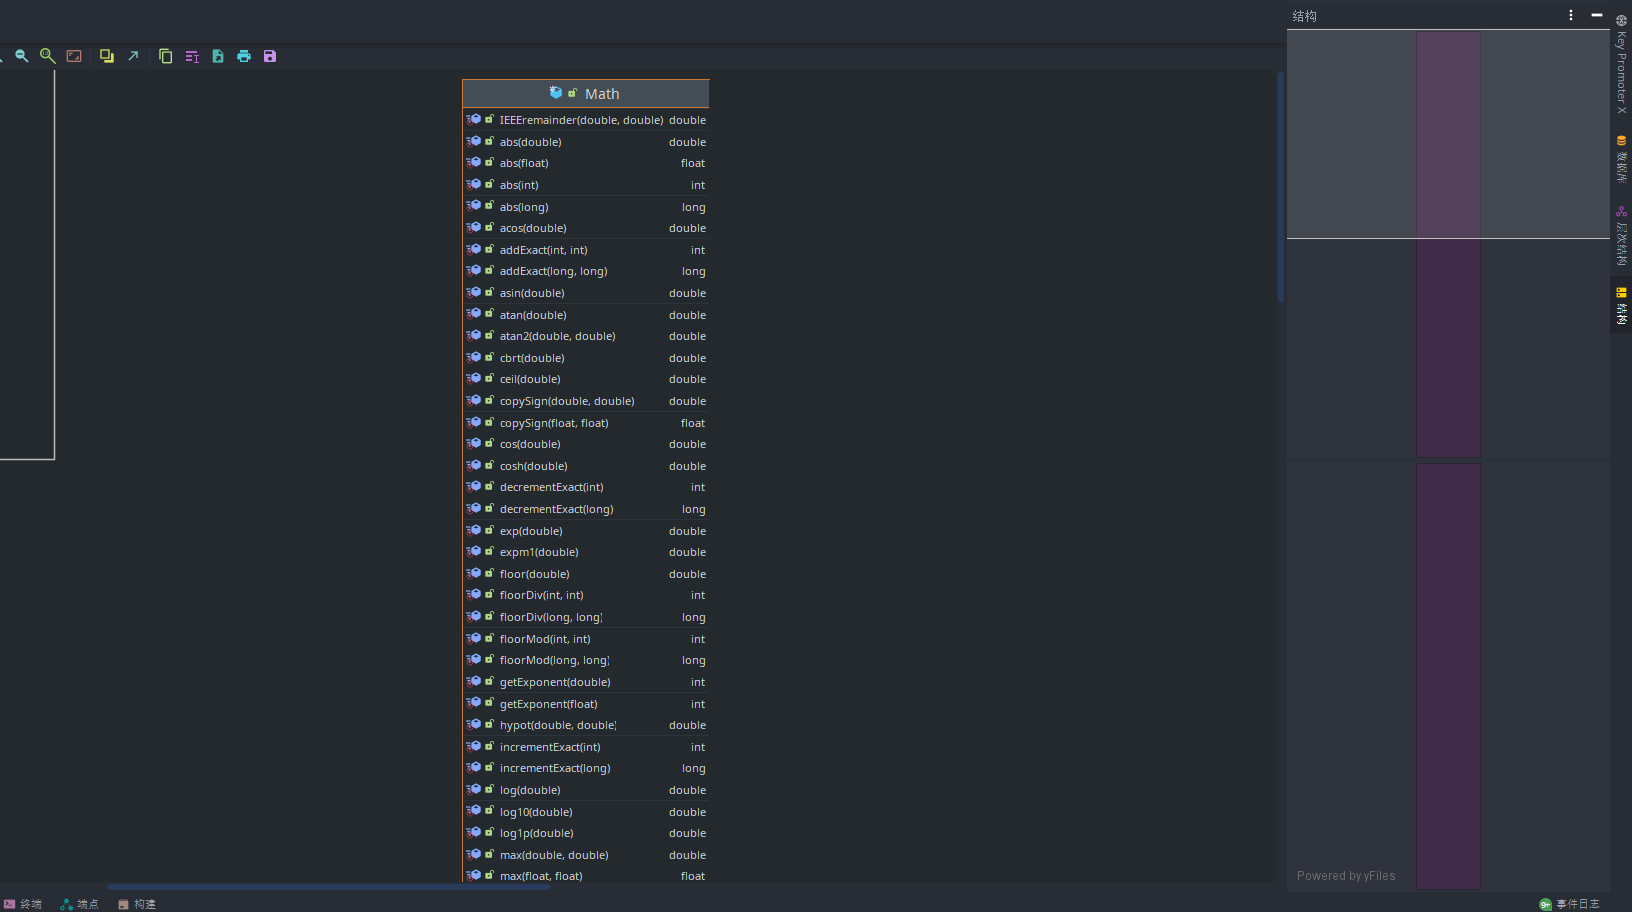 结构
Math
IEEEremainder(double, double) double
abs(double) double
abs(float) float
abs(int) int
abs(long) long
acos(double) double
addExact(int, int) int
addExact(long, long) long
asin(double) double
atan(double) double
atan2(double, double) double
cbrt(double) double
ceil(double) double
copySign(double, double) double
copySign(float, float) float
cos(double) double
cosh(double) double
decrementExact(int) int
decrementExact(long) long
exp(double) double
expm1(double) double
floor(double) double
floorDiv(int, int) int
floorDiv(long, long) long
floorMod(int, int) int
floorMod(long, long) long
getExponent(double) int
getExponent(float) int
hypot(double, double) double
incrementExact(int) int
incrementExact(long) long
log(double) double
log10(double) double
log1p(double) double
max(double, double) double
max(float, float) float
Key Promoter X
数据库
层次结构
结构
Powered by yFiles
终端
端点
构建
9+
事件日志